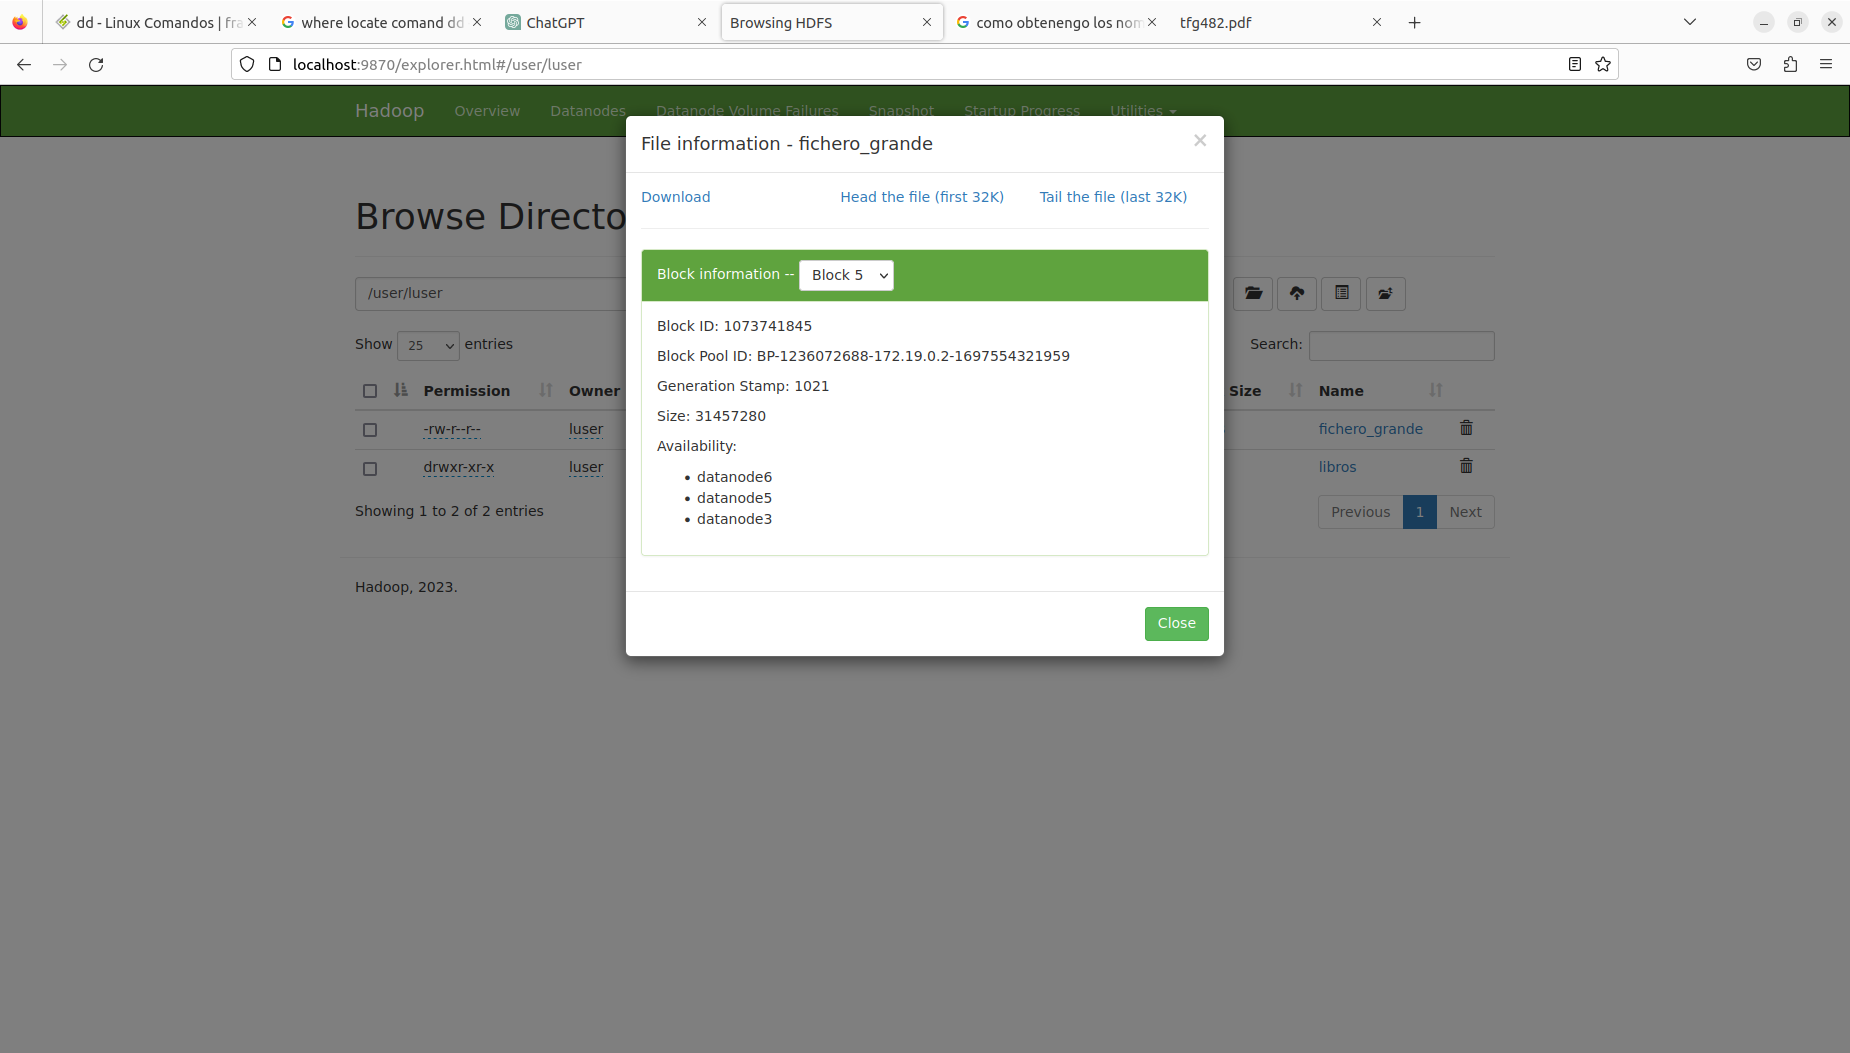 dd - Linux Comandos | fra
where locate comand dd
ChatGPT
Browsing HDFS
como obtenengo los nom
tfg482.pdf
localhost:9870/explorer.html#/user/luser
Hadoop Overview Datanodes Datanode Volume Failures Snapshot Startup Progress Utilities
File information - fichero_grande
×
Download Head the file (first 32K) Tail the file (last 32K)
Browse Directo
Block information -- Block 5
/user/luser
Block ID: 1073741845
Show 25 entries
Search:
Block Pool ID: BP-1236072688-172.19.0.2-1697554321959
Generation Stamp: 1021
Permission Owner Size Name
Size: 31457280
-rw-r--r-- luser fichero_grande
Availability:
drwxr-xr-x luser libros
• datanode6
• datanode5
• datanode3
Showing 1 to 2 of 2 entries
Previous 1 Next
Hadoop, 2023.
Close